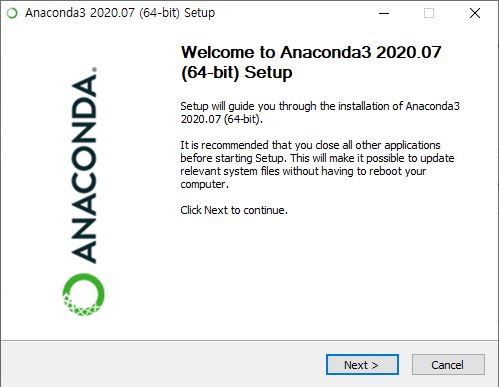 Anaconda3 2020.07 (64-bit) Setup
ANACONDA.
Welcome to Anaconda3 2020.07
(64-bit) Setup
Setup will guide you through the installation of Anaconda3
2020.07 (64-bit).
It is recommended that you close all other applications
before starting Setup. This will make it possible to update
relevant system files without having to reboot your
computer.
Click Next to continue.
Next >
Cancel